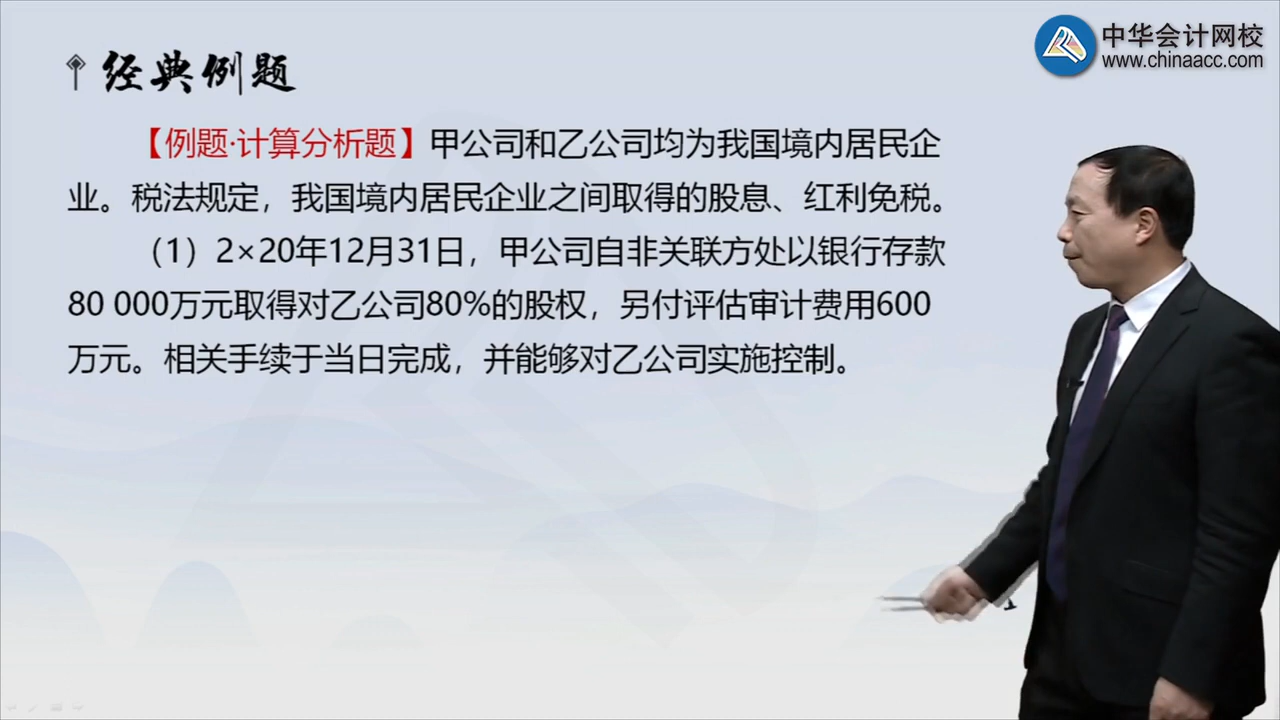 中华会计网校
www.chinaacc.com
经典例题
【例题·计算分析题】甲公司和乙公司均为我国境内居民企
业。税法规定，我国境内居民企业之间取得的股息、红利免税。
（1）2×20年12月31日，甲公司自非关联方处以银行存款
80 000万元取得对乙公司80%的股权，另付评估审计费用600
万元。相关手续于当日完成，并能够对乙公司实施控制。